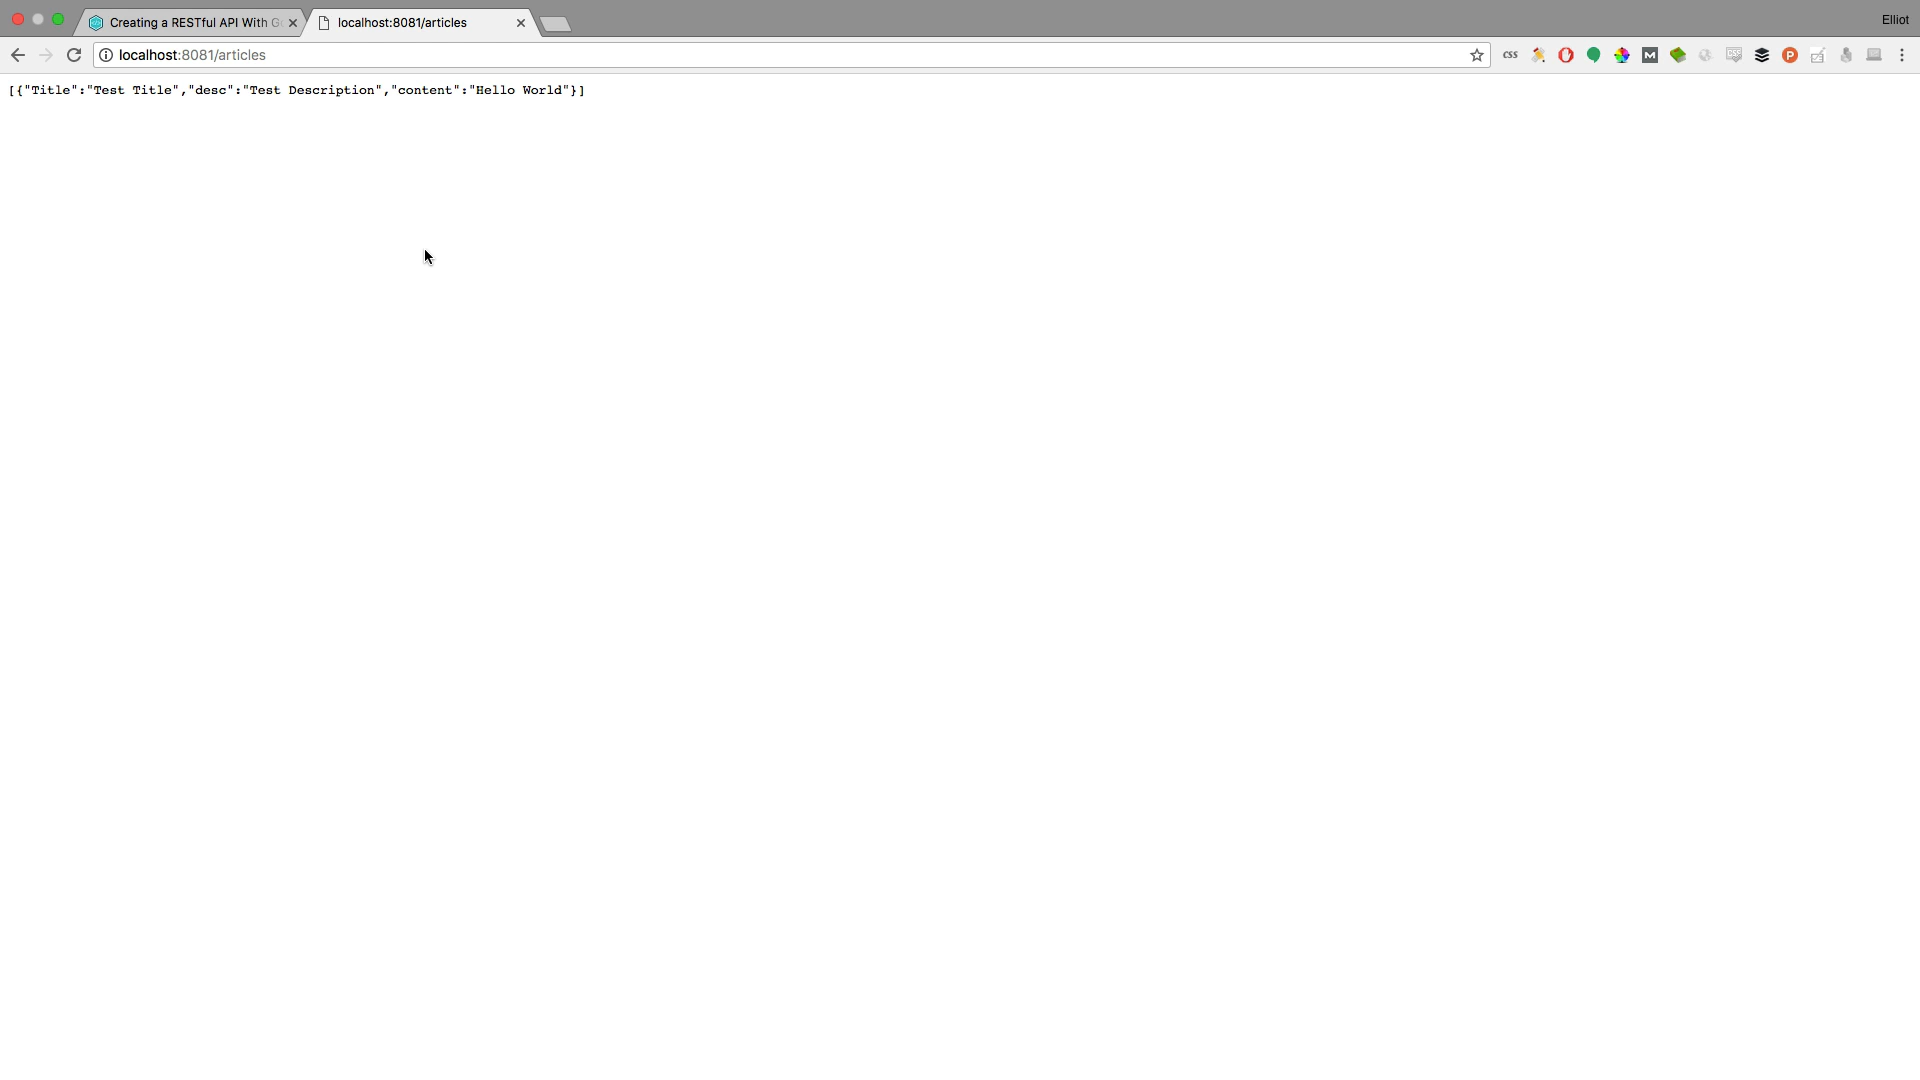 Creating a RESTful API With G
localhost:8081/articles
Elliot
localhost:8081/articles
CSS
M
P
[{"Title":"Test Title","desc":"Test Description","content":"Hello World"}]